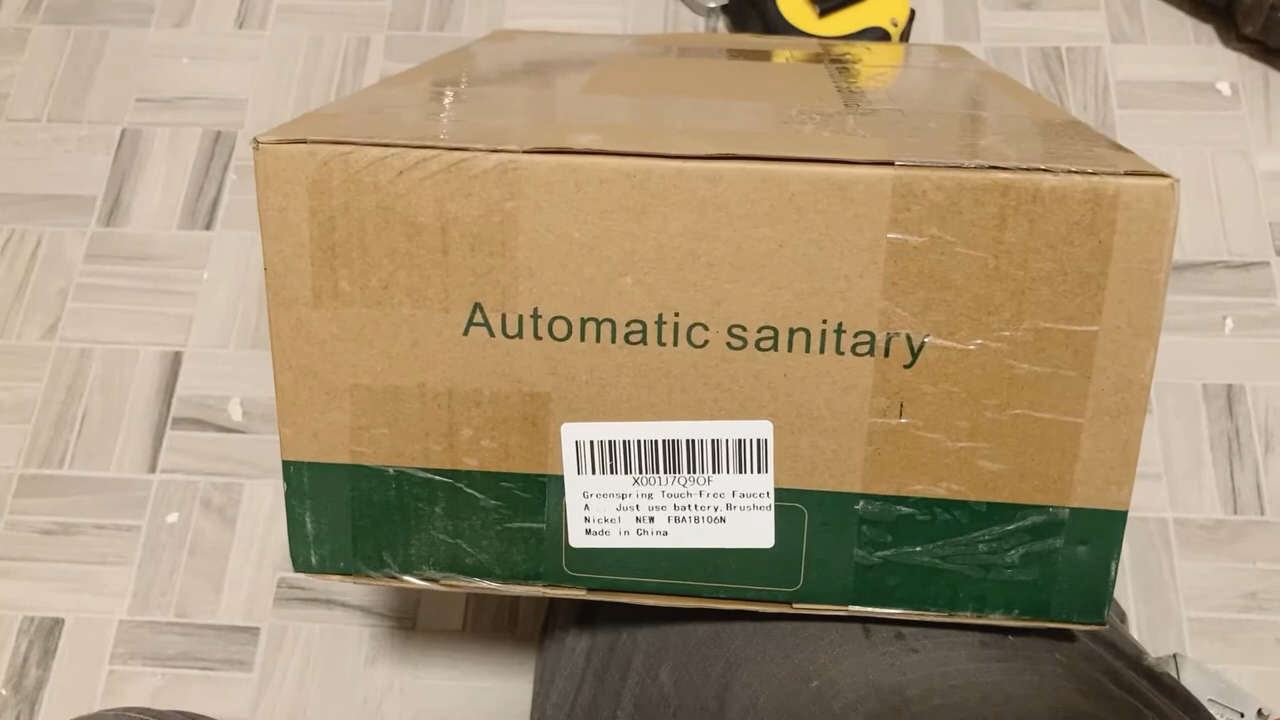 Automatic sanitary
X001J7Q9OF
Greenspring Touch-Free Faucet
A... Just use battery,Brushed
Nickel NEW FBA18106N
Made in China